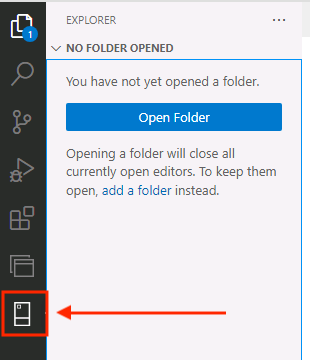 EXPLORER
NO FOLDER OPENED
1
You have not yet opened a folder.
Open Folder
Opening a folder will close all
currently open editors. To keep them
open, add a folder instead.